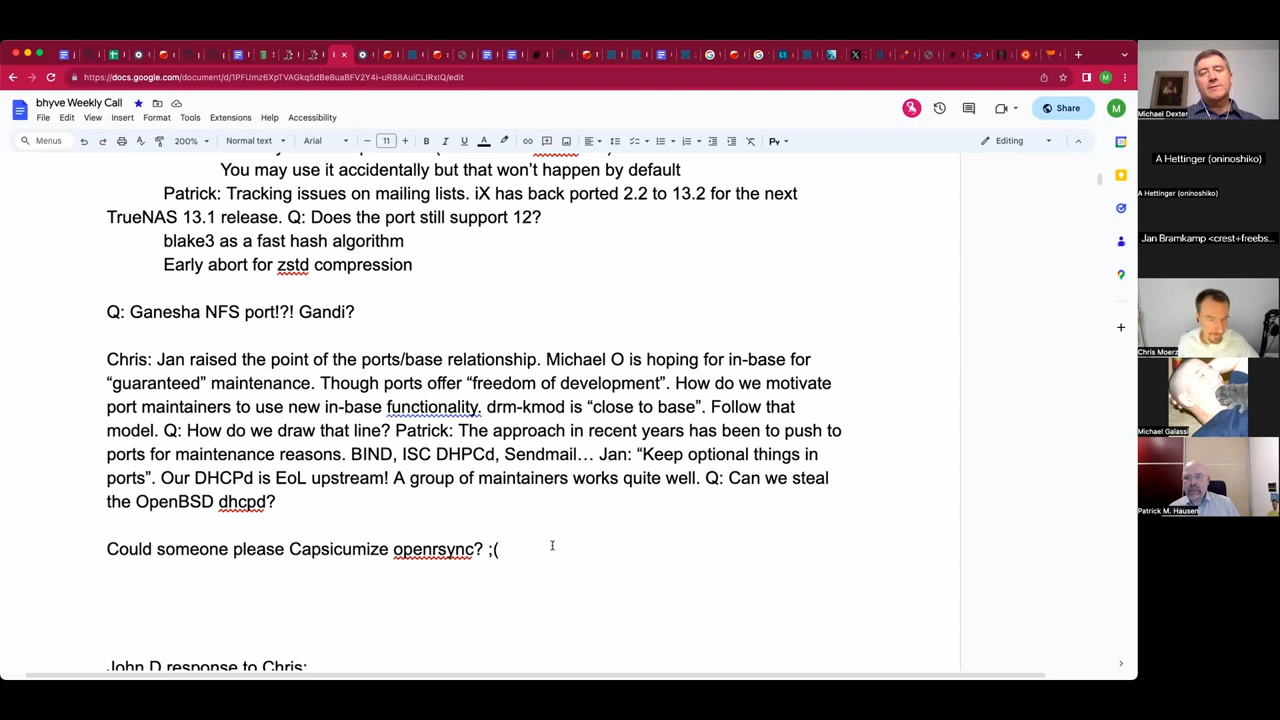 https://docs.google.com/document/d/1PFUmz6XpTVAGkq5dBe8uaBFV2Y4i-uR88AuiCLIRxIQ/edit
bhyve Weekly Call
File Edit View Insert Format Tools Extensions Help Accessibility
Share
M
Menus
200%
Normal text
Arial
11
Editing
You may use it accidentally but that won’t happen by default
Patrick: Tracking issues on mailing lists. iX has back ported 2.2 to 13.2 for the next
TrueNAS 13.1 release. Q: Does the port still support 12?
blake3 as a fast hash algorithm
Early abort for zstd compression
Q: Ganesha NFS port!?! Gandi?
Chris: Jan raised the point of the ports/base relationship. Michael O is hoping for in-base for
“guaranteed” maintenance. Though ports offer “freedom of development”. How do we motivate
port maintainers to use new in-base functionality. drm-kmod is “close to base”. Follow that
model. Q: How do we draw that line? Patrick: The approach in recent years has been to push to
ports for maintenance reasons. BIND, ISC DHPCd, Sendmail… Jan: “Keep optional things in
ports”. Our DHCPd is EoL upstream! A group of maintainers works quite well. Q: Can we steal
the OpenBSD dhcpd?
Could someone please Capsicumize openrsync? ;(
John D response to Chris:
Michael Dexter
A Hettinger (oninoshiko)
A Hettinger (oninoshiko)
Jan Bramkamp <crest+freebs...
Chris Moerz
Michael Galassi
Patrick M. Hausen